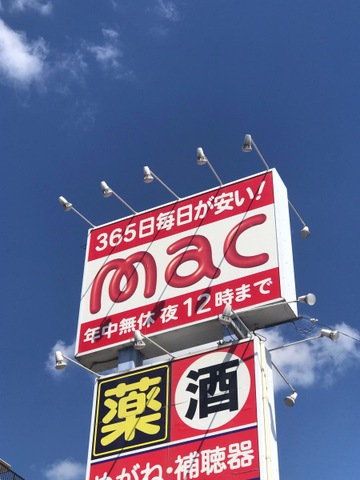 365日毎日が安い!
mac
年中無休夜12時まで
薬 酒
めがね・補聴器